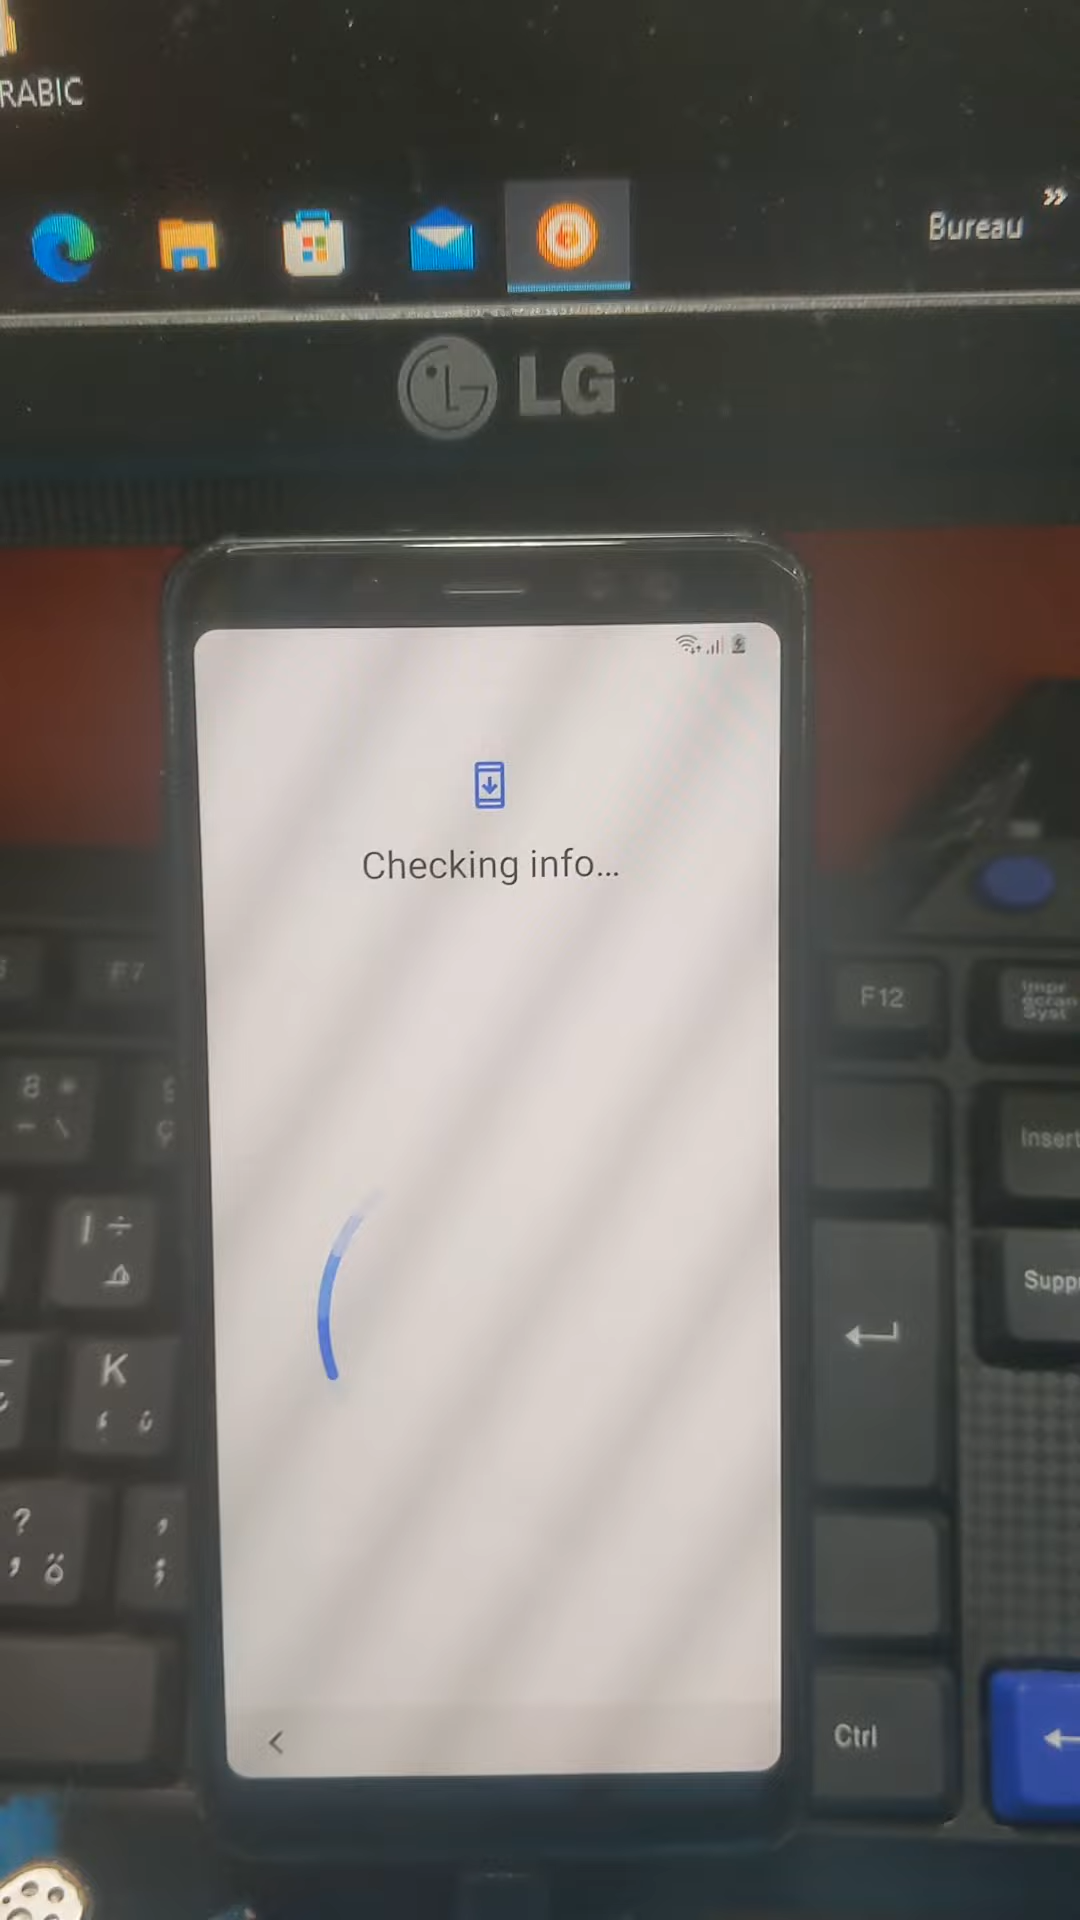 RABIC
Bureau
LG
Checking info...
F7
F12
Impr
écran
Syst
8 *
- \
ç
Insert
| ÷
Suppr
K
?
,
;
Ctrl